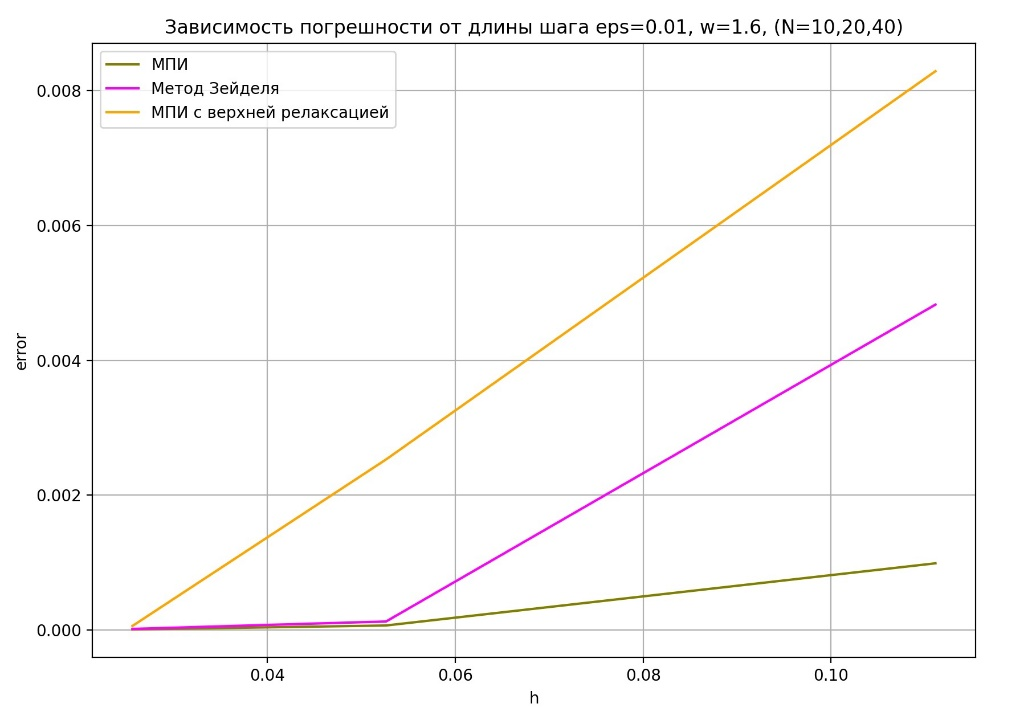 Зависимость погрешности от длины шага eps=0.01, w=1.6, (N=10,20,40)
МПИ
Метод Зейделя
МПИ с верхней релаксацией
0.008
0.006
0.004
0.002
0.000
error
0.04 0.06 0.08 0.10
h